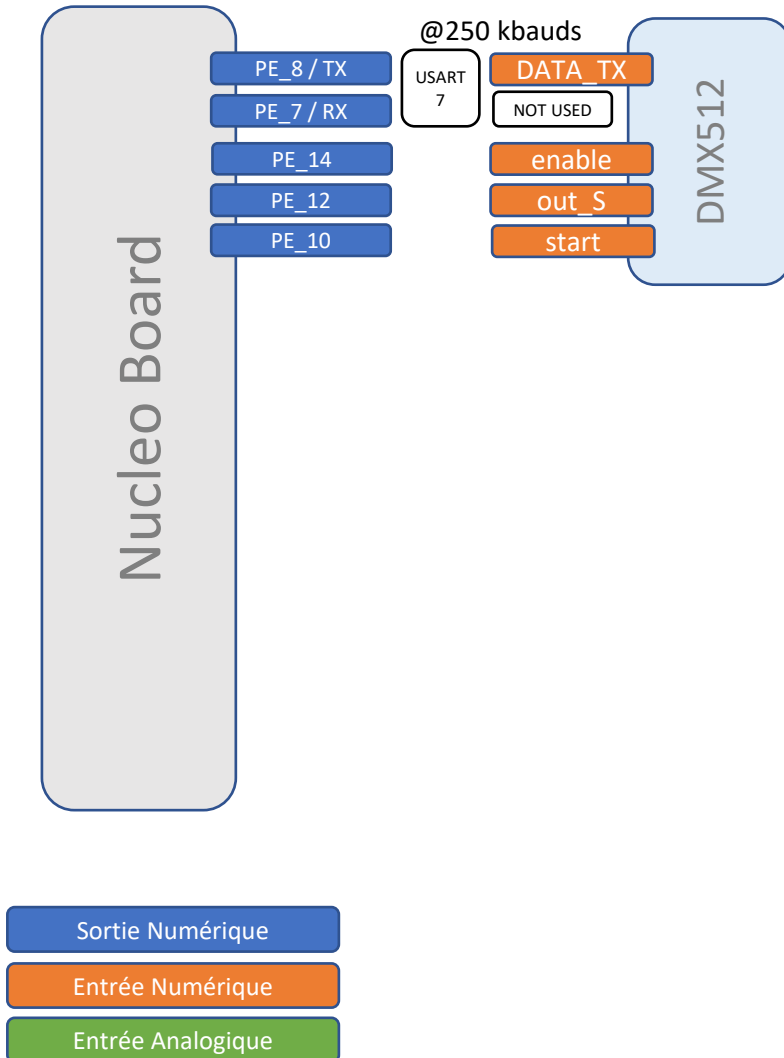 @250 kbauds
PE_8 / TX
USART
7
DATA_TX
PE_7 / RX
NOT USED
PE_14
enable
PE_12
out_S
PE_10
start
DMX512
Nucleo Board
Sortie Numérique
Entrée Numérique
Entrée Analogique